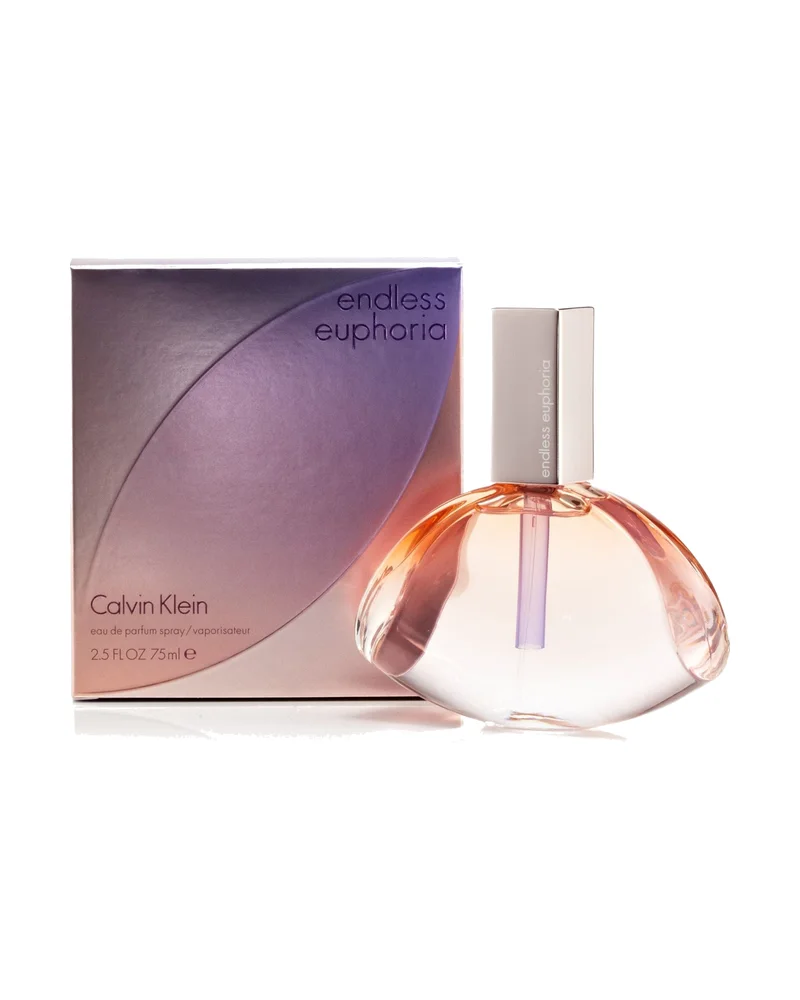 endless
euphoria
Calvin Klein
eau de parfum spray/vaporisateur
2.5 FL OZ 75ml ℮
endless euphoria